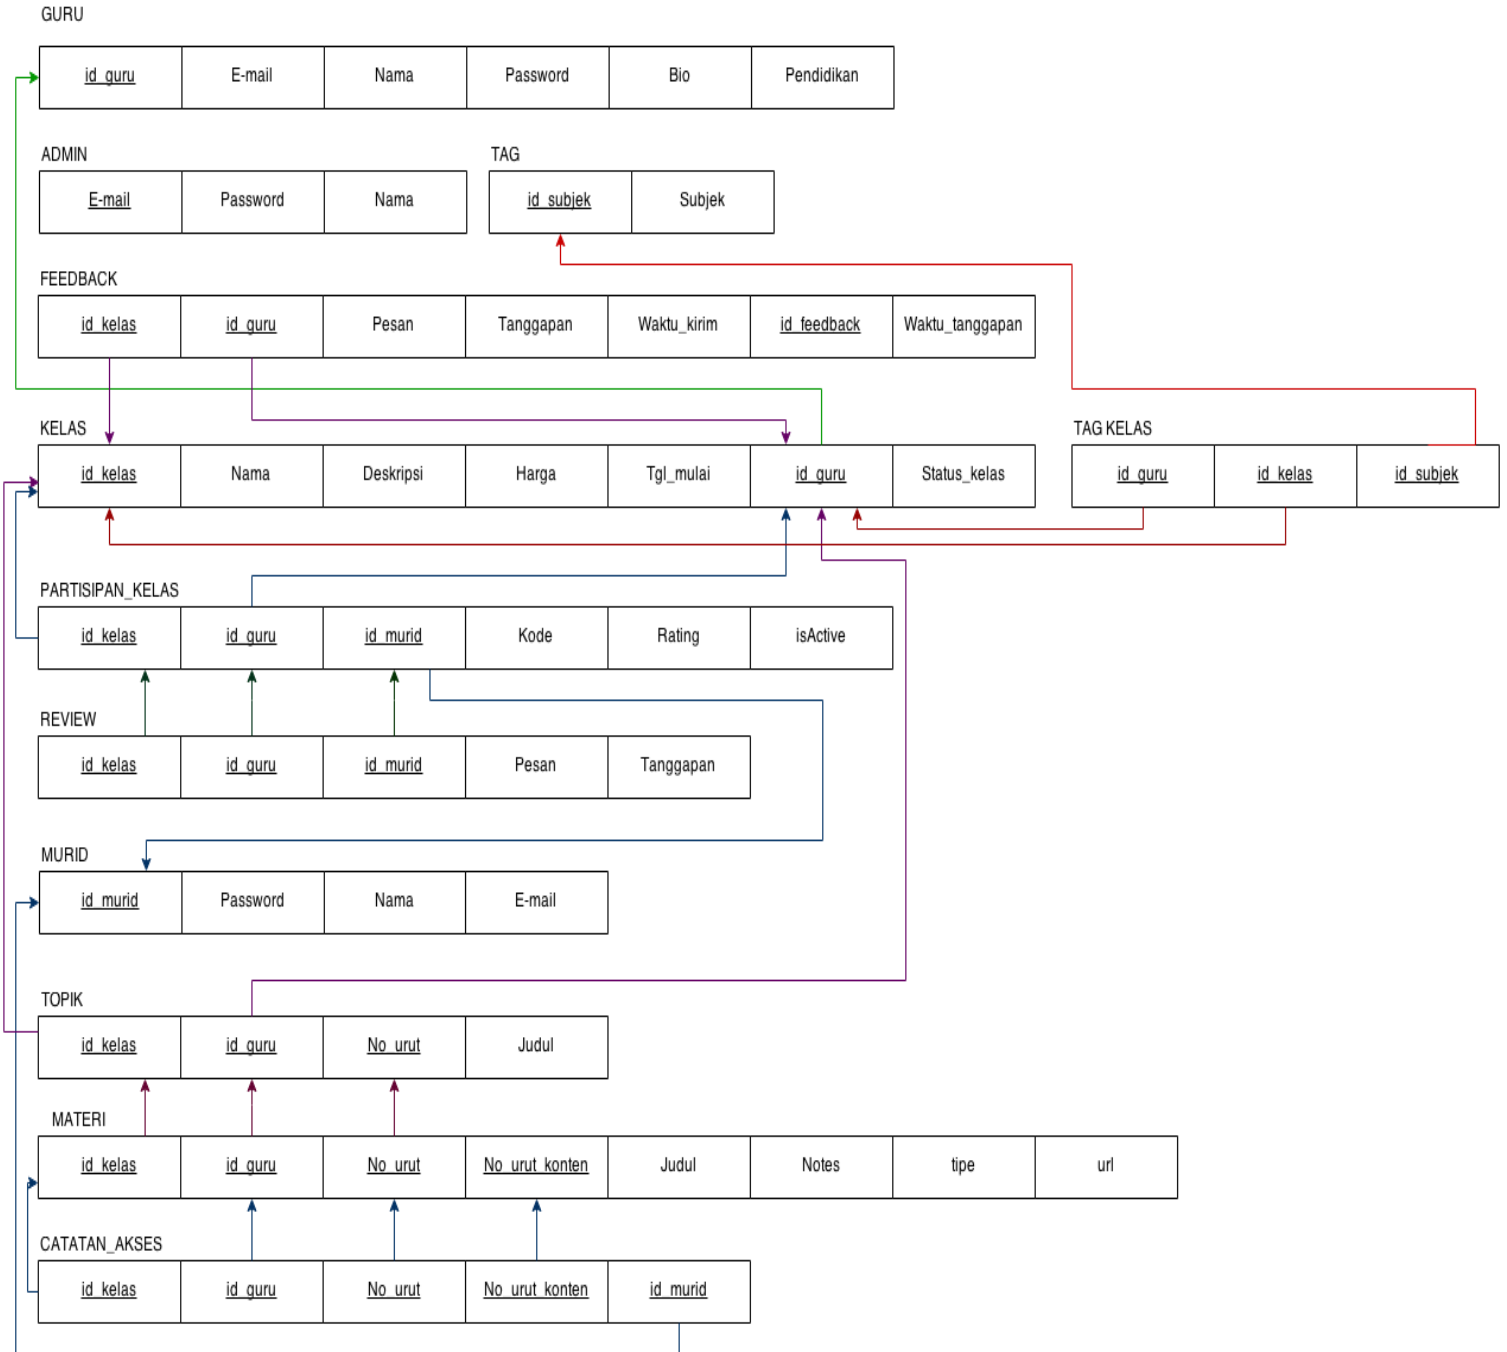 GURU
id_guru E-mail Nama Password Bio Pendidikan
ADMIN TAG
E-mail Password Nama id_subjek Subjek
FEEDBACK
id_kelas id_guru Pesan Tanggapan Waktu_kirim id_feedback Waktu_tanggapan
KELAS TAG KELAS
id_kelas Nama Deskripsi Harga Tgl_mulai id_guru Status_kelas id_guru id_kelas id_subjek
PARTISIPAN_KELAS
id_kelas id_guru id_murid Kode Rating isActive
REVIEW
id_kelas id_guru id_murid Pesan Tanggapan
MURID
id_murid Password Nama E-mail
TOPIK
id_kelas id_guru No_urut Judul
MATERI
id_kelas id_guru No_urut No_urut_konten Judul Notes tipe url
CATATAN_AKSES
id_kelas id_guru No_urut No_urut_konten id_murid